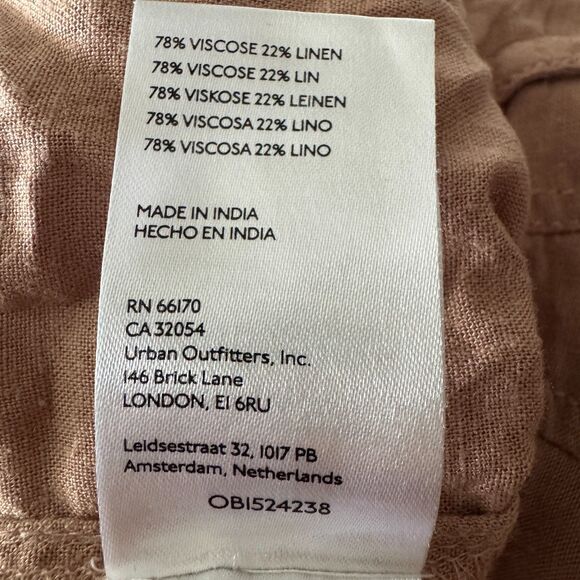 78% VISCOSE 22% LINEN
78% VISCOSE 22% LIN
78% VISKOSE 22% LEINEN
78% VISCOSA 22% LINO
78% VISCOSA 22% LINO
MADE IN INDIA
HECHO EN INDIA
RN 66170
CA 32054
Urban Outfitters, Inc.
146 Brick Lane
LONDON, E1 6RU
Leidsestraat 32, 1017 PB
Amsterdam, Netherlands
OB1524238